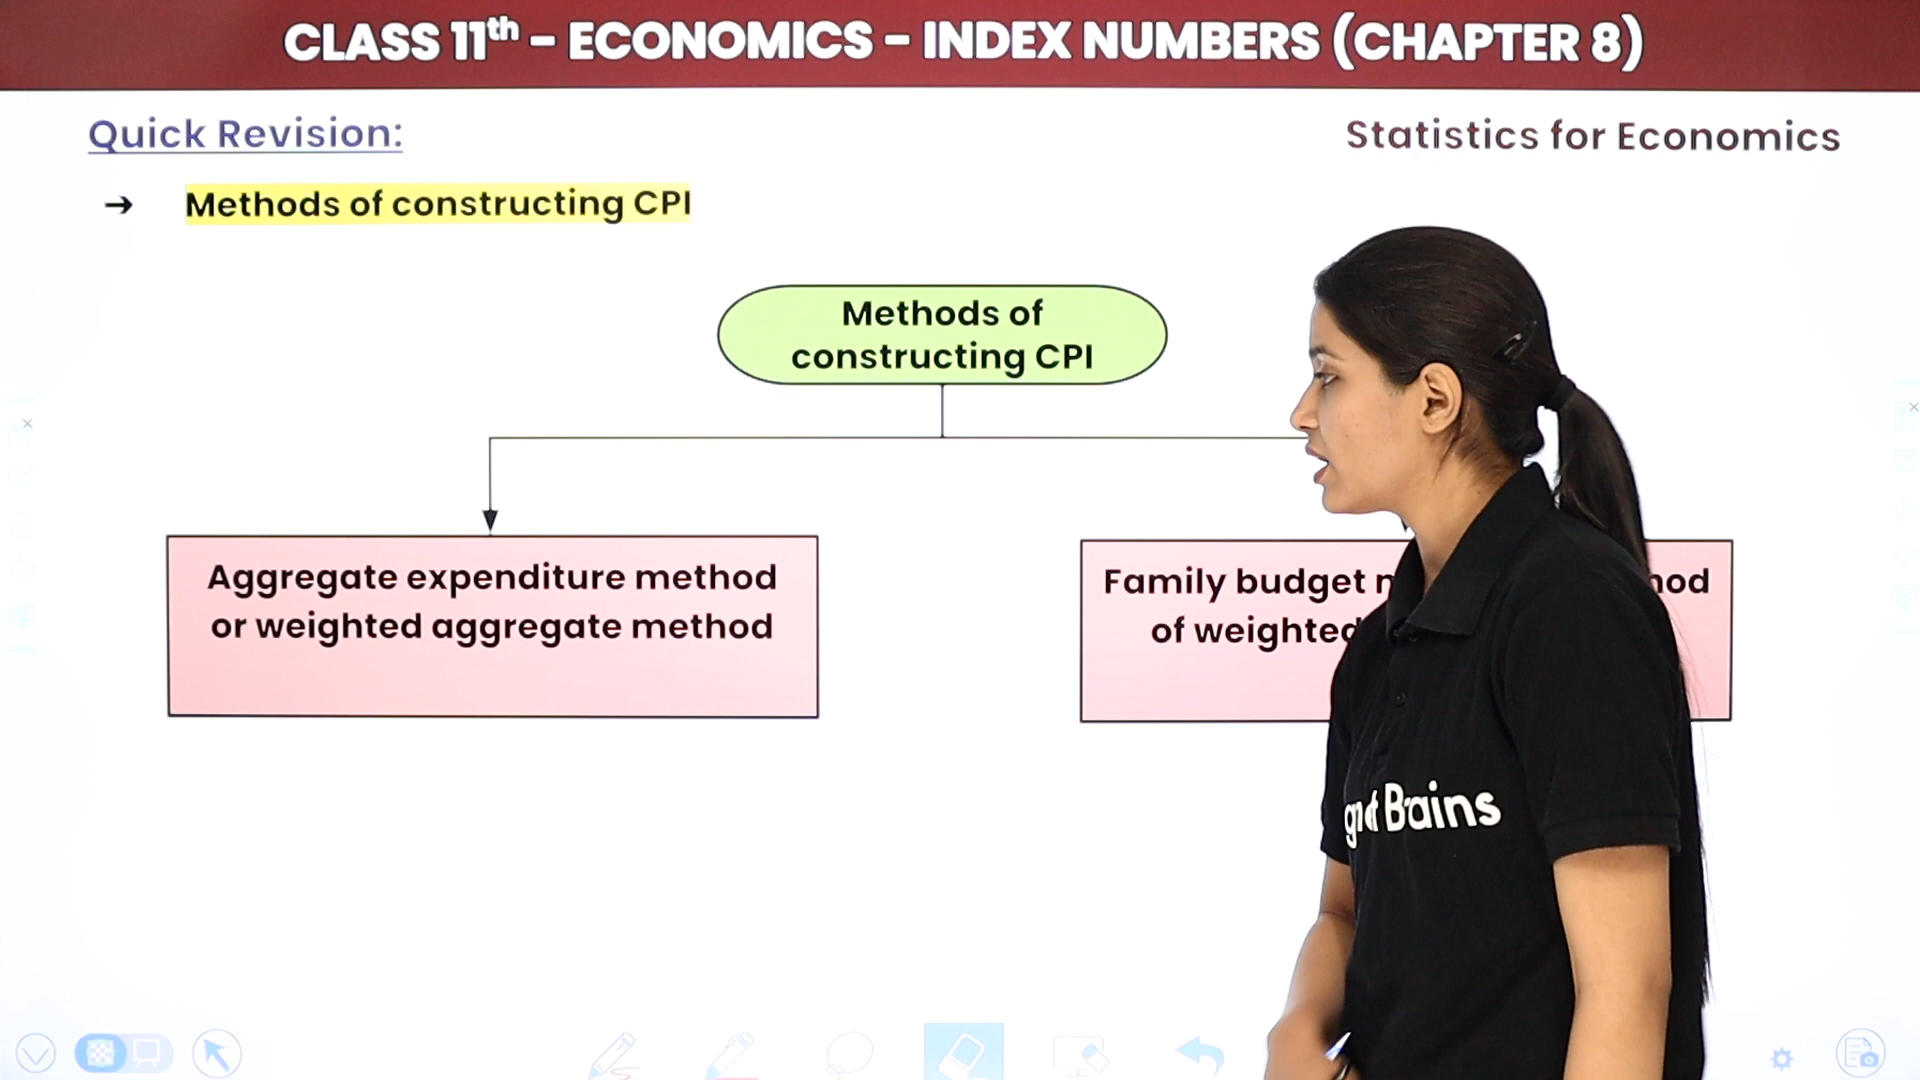 CLASS 11th - ECONOMICS - INDEX NUMBERS (CHAPTER 8)
Quick Revision:
Statistics for Economics
→ Methods of constructing CPI
Methods of
constructing CPI
Aggregate expenditure method
or weighted aggregate method
Family budget
of weighted
Brains